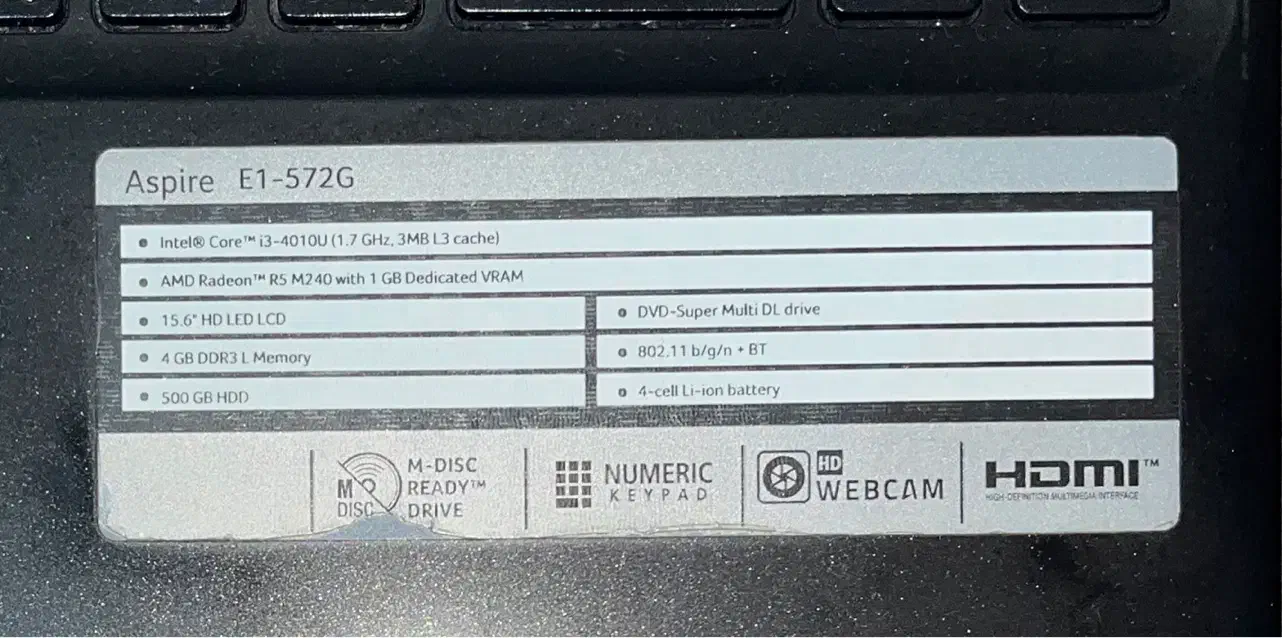 Aspire E1-572G
Intel® Core™ i3-4010U (1.7 GHz, 3MB L3 cache)
AMD Radeon™ R5 M240 with 1 GB Dedicated VRAM
15.6" HD LED LCD
DVD-Super Multi DL drive
4 GB DDR3 L Memory
802.11 b/g/n + BT
500 GB HDD
4-cell Li-ion battery
M DISC
M-DISC
READY™
DRIVE
NUMERIC
KEYPAD
HD
WEBCAM
HDMI™
HIGH-DEFINITION MULTIMEDIA INTERFACE